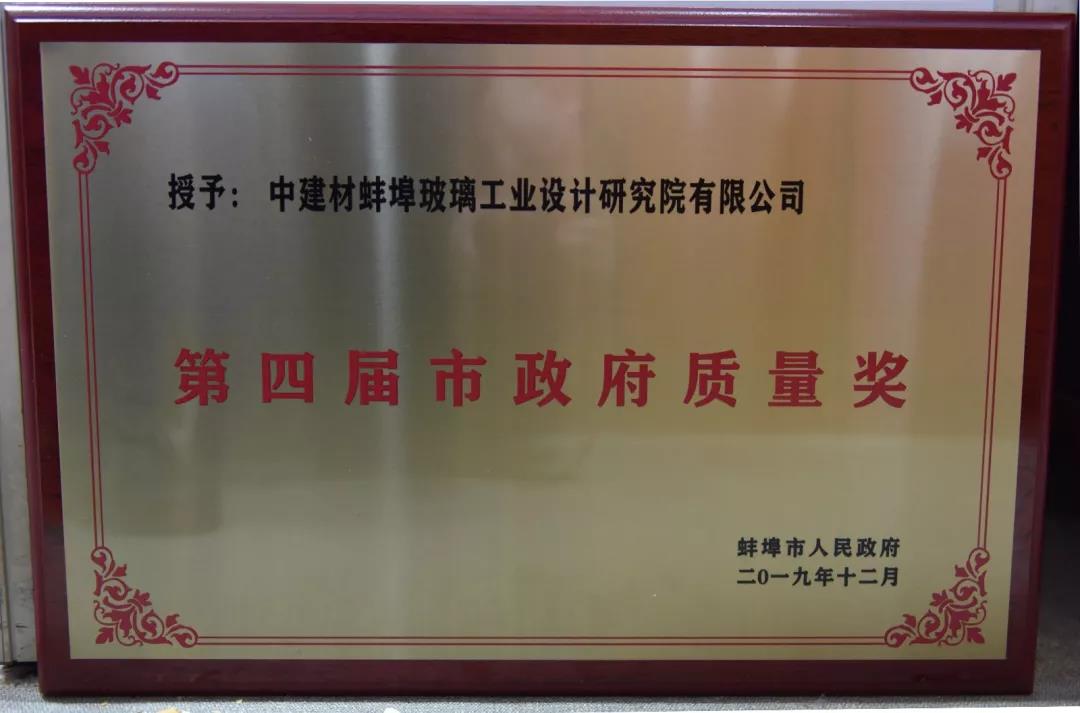 授予：中建材蚌埠玻璃工业设计研究院有限公司
第四届市政府质量奖
蚌埠市人民政府
二0一九年十二月